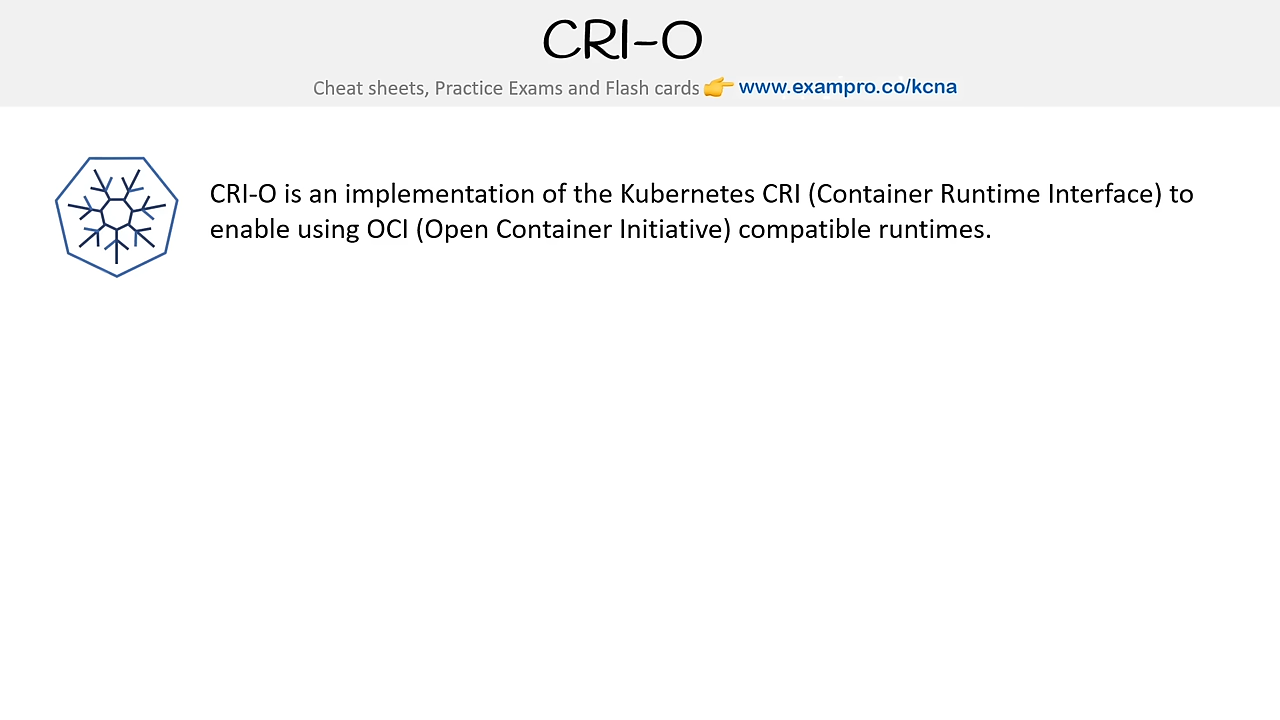 CRI-O
Cheat sheets, Practice Exams and Flash cards 👉 www.exampro.co/kcna
CRI-O is an implementation of the Kubernetes CRI (Container Runtime Interface) to
enable using OCI (Open Container Initiative) compatible runtimes.